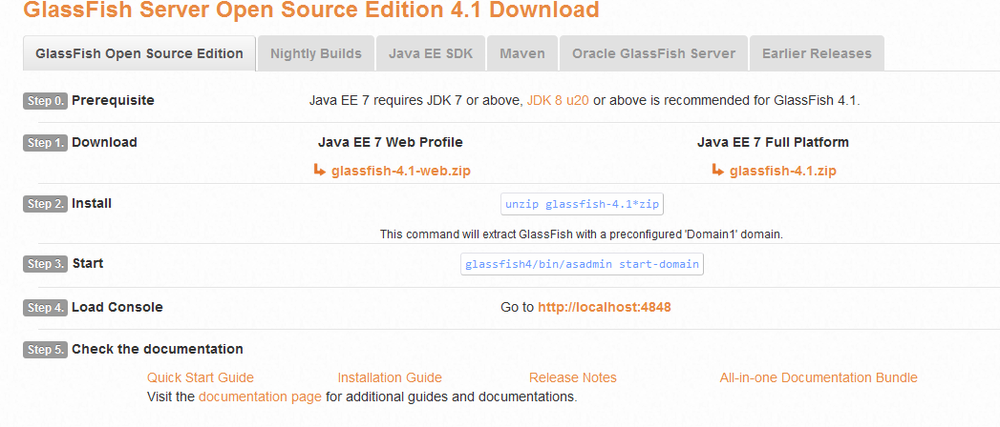 GlassFish Server Open Source Edition 4.1 Download
GlassFish Open Source Edition Nightly Builds Java EE SDK Maven Oracle GlassFish Server Earlier Releases
Step 0. Prerequisite Java EE 7 requires JDK 7 or above, JDK 8 u20 or above is recommended for GlassFish 4.1.
Step 1. Download Java EE 7 Web Profile Java EE 7 Full Platform
glassfish-4.1-web.zip glassfish-4.1.zip
Step 2. Install unzip glassfish-4.1*zip
This command will extract GlassFish with a preconfigured 'Domain1' domain.
Step 3. Start glassfish4/bin/asadmin start-domain
Step 4. Load Console Go to http://localhost:4848
Step 5. Check the documentation
Quick Start Guide Installation Guide Release Notes All-in-one Documentation Bundle
Visit the documentation page for additional guides and documentations.